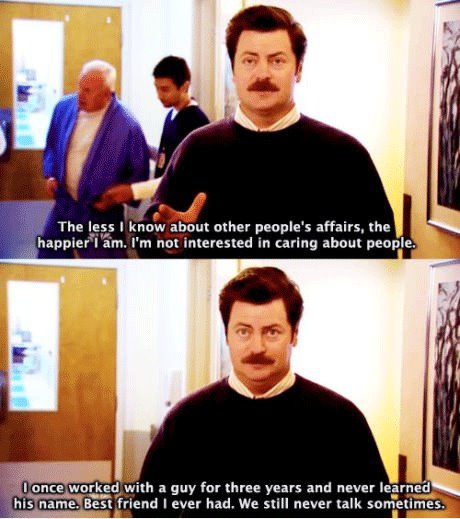 The less I know about other people's affairs, the
happier I am. I'm not interested in caring about people.
I once worked with a guy for three years and never learned
his name. Best friend I ever had. We still never talk sometimes.